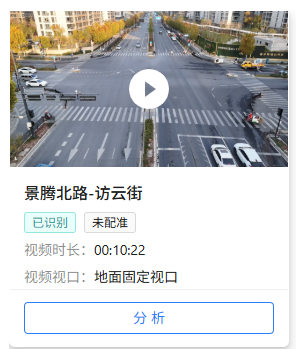 景腾北路-访云街
已识别 未配准
视频时长：00:10:22
视频视口：地面固定视口
分 析